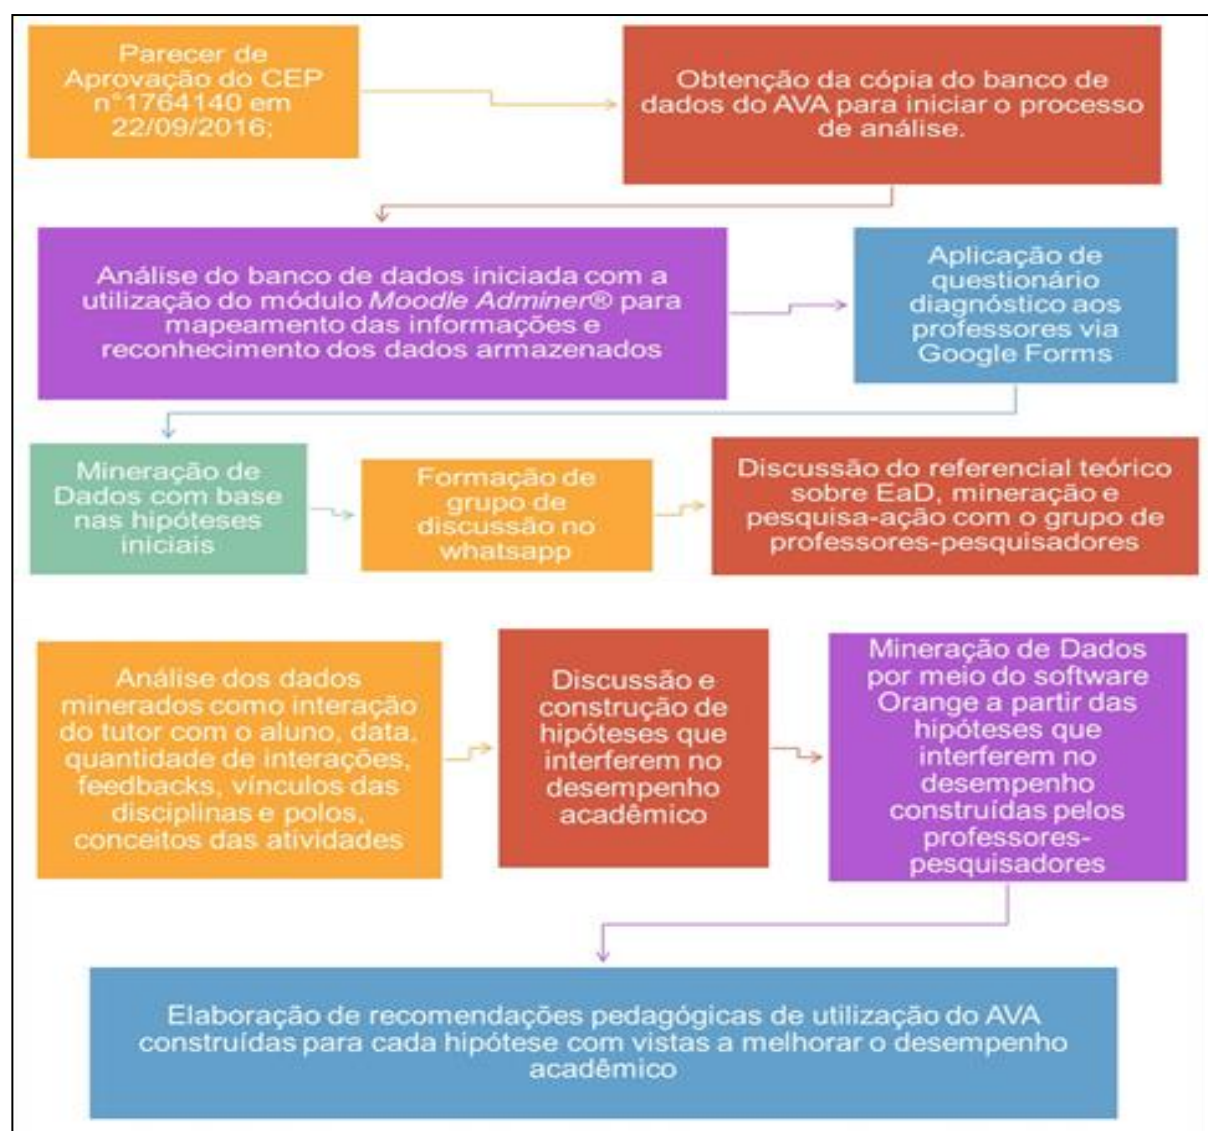 Parecer de
Aprovação do CEP
n°1764140 em
22/09/2016;
Obtenção da cópia do banco de
dados do AVA para iniciar o processo
de análise.
Análise do banco de dados iniciada com a
utilização do módulo Moodle Adminer® para
mapeamento das informações e
reconhecimento dos dados armazenados
Aplicação de
questionário
diagnóstico aos
professores via
Google Forms
Mineração de
Dados com base
nas hipóteses
iniciais
Formação de
grupo de
discussão no
whatsapp
Discussão do referencial teórico
sobre EaD, mineração e
pesquisa-ação com o grupo de
professores-pesquisadores
Análise dos dados
minerados como interação
do tutor com o aluno, data,
quantidade de interações,
feedbacks, vínculos das
disciplinas e polos,
conceitos das atividades
Discussão e
construção de
hipóteses que
interferem no
desempenho
acadêmico
Mineração de Dados
por meio do software
Orange a partir das
hipóteses que
interferem no
desempenho
construídas pelos
professores-
pesquisadores
Elaboração de recomendações pedagógicas de utilização do AVA
construídas para cada hipótese com vistas a melhorar o desempenho
acadêmico